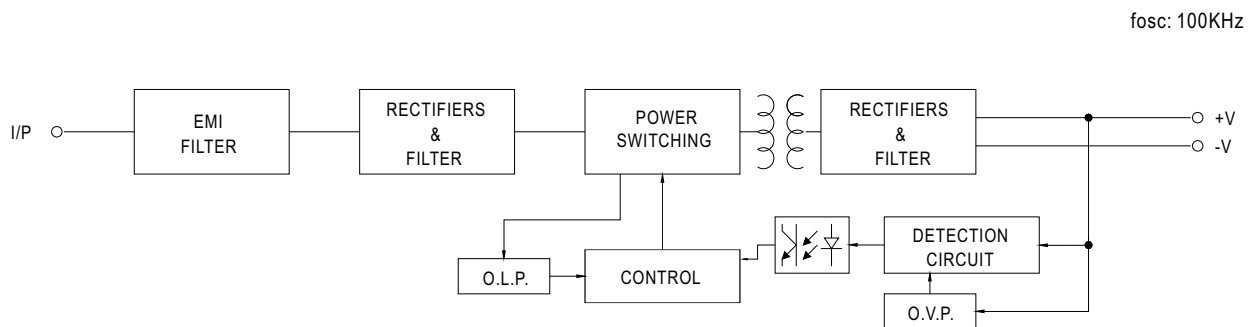 fosc: 100KHz
I/P
EMI
FILTER
RECTIFIERS
&
FILTER
POWER
SWITCHING
RECTIFIERS
&
FILTER
+V
-V
O.L.P.
CONTROL
DETECTION
CIRCUIT
O.V.P.